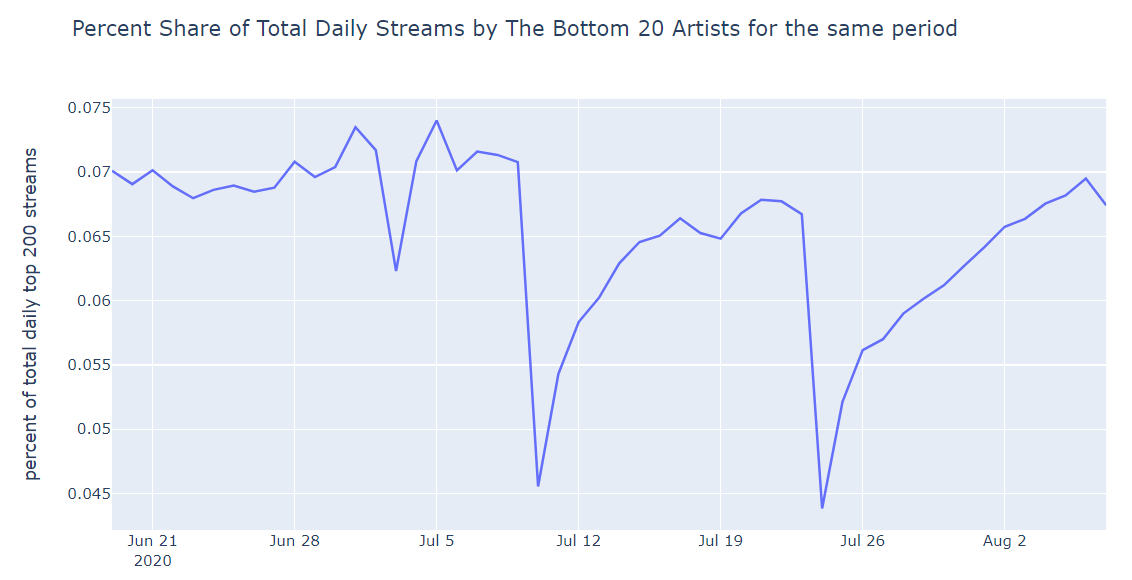 Percent Share of Total Daily Streams by The Bottom 20 Artists for the same period
percent of total daily top 200 streams
0.075
0.07
0.065
0.06
0.055
0.05
0.045
Jun 21
2020
Jun 28
Jul 5
Jul 12
Jul 19
Jul 26
Aug 2